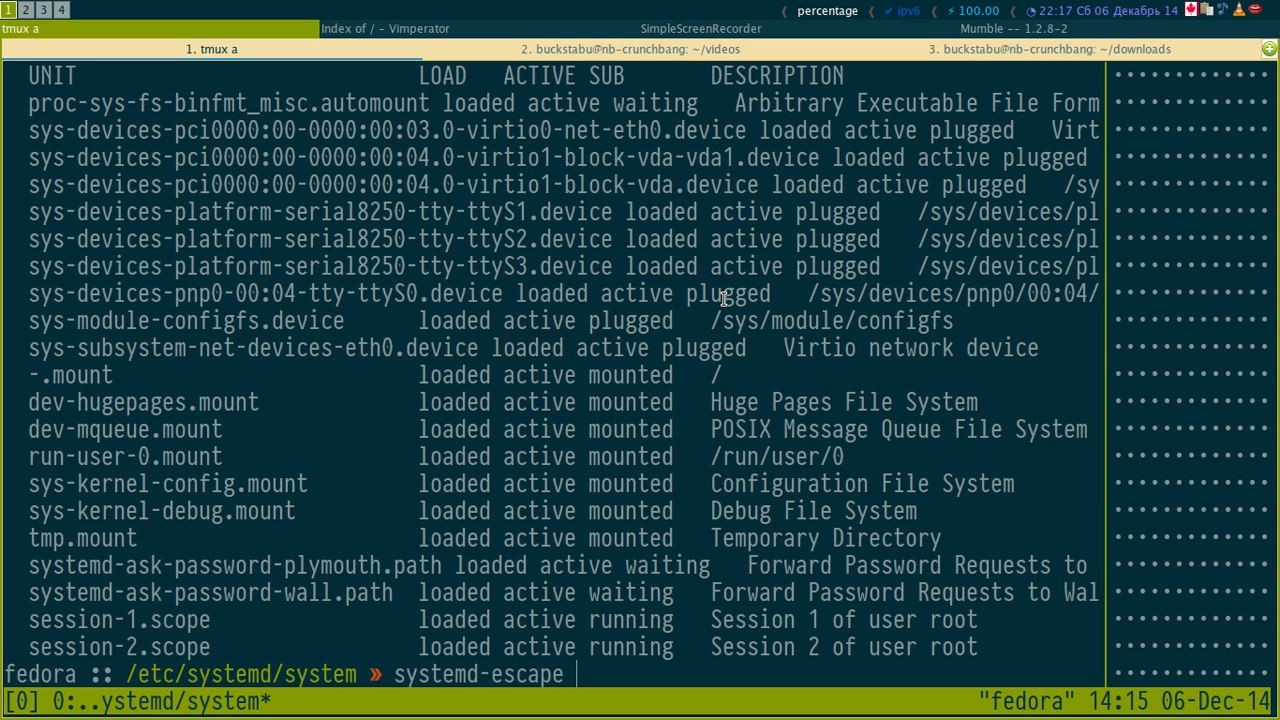 1 2 3 4 percentage ✔ ipv6 ⚡ 100.00 22:17 Сб 06 Декабрь 14
tmux a Index of / - Vimperator SimpleScreenRecorder Mumble -- 1.2.8-2
1. tmux a 2. buckstabu@nb-crunchbang: ~/videos 3. buckstabu@nb-crunchbang: ~/downloads
UNIT LOAD ACTIVE SUB DESCRIPTION
proc-sys-fs-binfmt_misc.automount loaded active waiting Arbitrary Executable File Form
sys-devices-pci0000:00-0000:00:03.0-virtio0-net-eth0.device loaded active plugged Virt
sys-devices-pci0000:00-0000:00:04.0-virtio1-block-vda-vda1.device loaded active plugged
sys-devices-pci0000:00-0000:00:04.0-virtio1-block-vda.device loaded active plugged /sy
sys-devices-platform-serial8250-tty-ttyS1.device loaded active plugged /sys/devices/pl
sys-devices-platform-serial8250-tty-ttyS2.device loaded active plugged /sys/devices/pl
sys-devices-platform-serial8250-tty-ttyS3.device loaded active plugged /sys/devices/pl
sys-devices-pnp0-00:04-tty-ttyS0.device loaded active plugged /sys/devices/pnp0/00:04/
sys-module-configfs.device loaded active plugged /sys/module/configfs
sys-subsystem-net-devices-eth0.device loaded active plugged Virtio network device
-.mount loaded active mounted /
dev-hugepages.mount loaded active mounted Huge Pages File System
dev-mqueue.mount loaded active mounted POSIX Message Queue File System
run-user-0.mount loaded active mounted /run/user/0
sys-kernel-config.mount loaded active mounted Configuration File System
sys-kernel-debug.mount loaded active mounted Debug File System
tmp.mount loaded active mounted Temporary Directory
systemd-ask-password-plymouth.path loaded active waiting Forward Password Requests to
systemd-ask-password-wall.path loaded active waiting Forward Password Requests to Wal
session-1.scope loaded active running Session 1 of user root
session-2.scope loaded active running Session 2 of user root
fedora :: /etc/systemd/system » systemd-escape
[0] 0:..ystemd/system* "fedora" 14:15 06-Dec-14